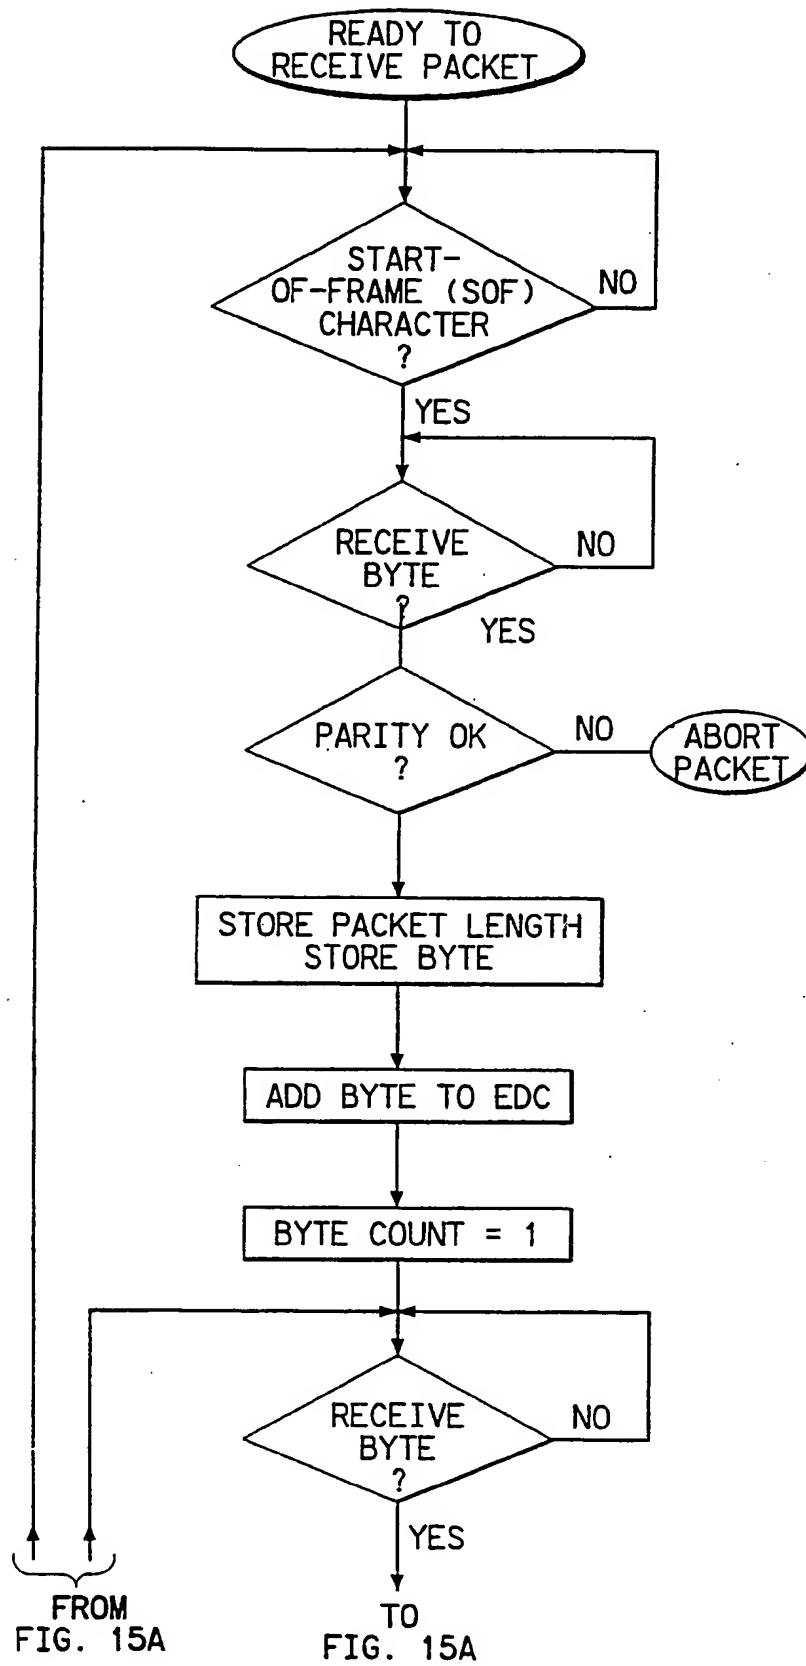 READY TO
RECEIVE PACKET
START-
OF-FRAME (SOF)
CHARACTER
?
NO
YES
RECEIVE
BYTE
?
NO
YES
PARITY OK
?
NO
ABORT
PACKET
STORE PACKET LENGTH
STORE BYTE
ADD BYTE TO EDC
BYTE COUNT = 1
RECEIVE
BYTE
?
NO
YES
FROM
FIG. 15A
TO
FIG. 15A